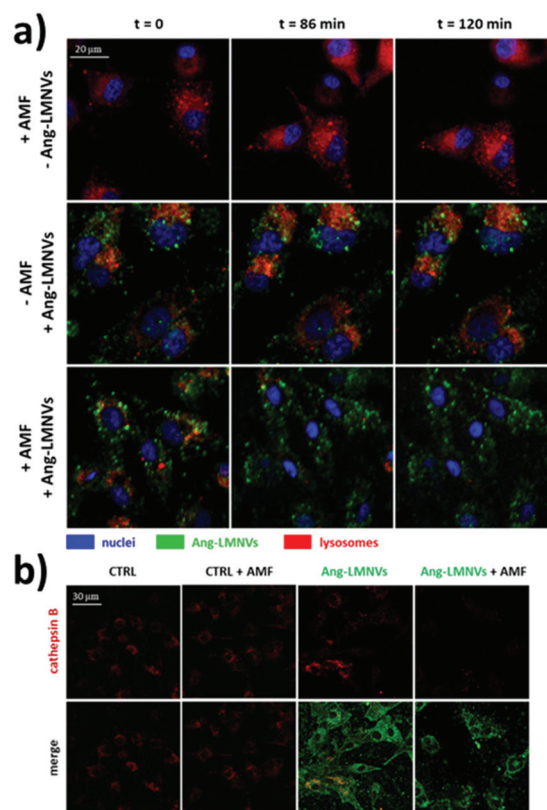 a)
t = 0 t = 86 min t = 120 min
20 µm
+ AMF
- Ang-LMNVs
- AMF
+ Ang-LMNVs
+ AMF
+ Ang-LMNVs
nuclei Ang-LMNVs lysosomes
b)
CTRL CTRL + AMF Ang-LMNVs Ang-LMNVs + AMF
30 µm
cathepsin B
merge